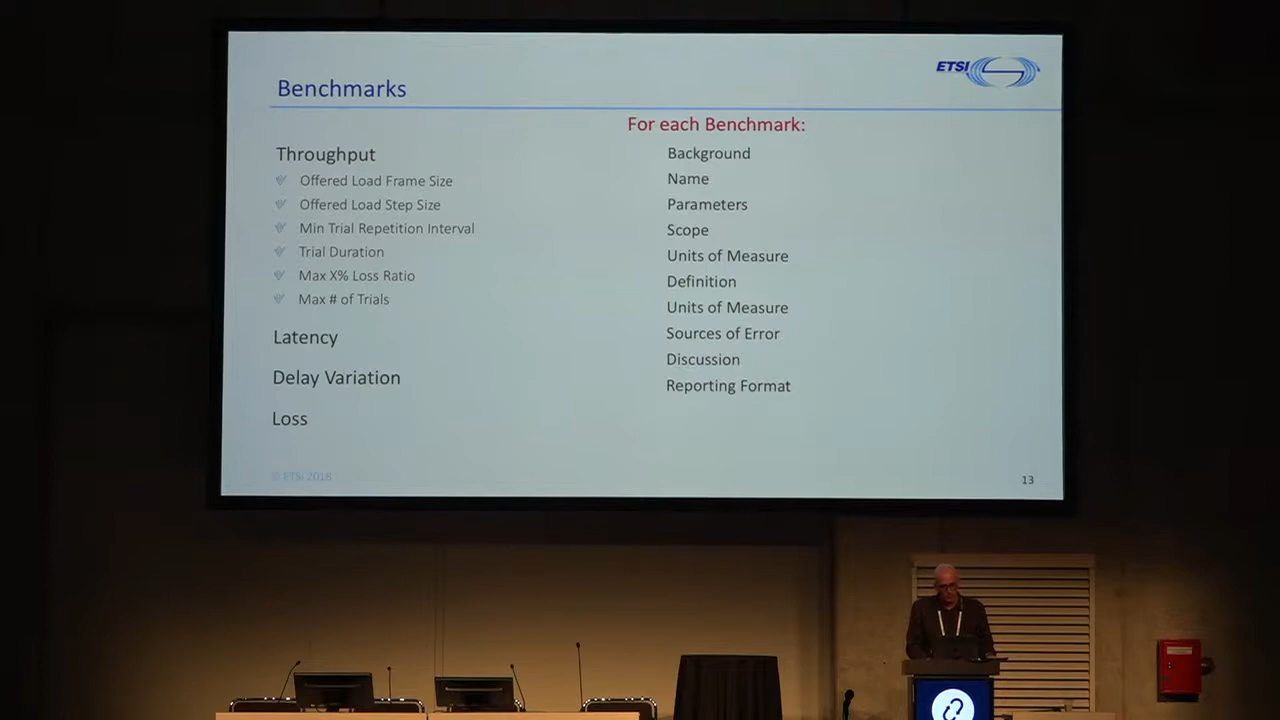 ETSI
Benchmarks
Throughput
Offered Load Frame Size
Offered Load Step Size
Min Trial Repetition Interval
Trial Duration
Max X% Loss Ratio
Max # of Trials
Latency
Delay Variation
Loss
For each Benchmark:
Background
Name
Parameters
Scope
Units of Measure
Definition
Units of Measure
Sources of Error
Discussion
Reporting Format
© ETSI 2018
13